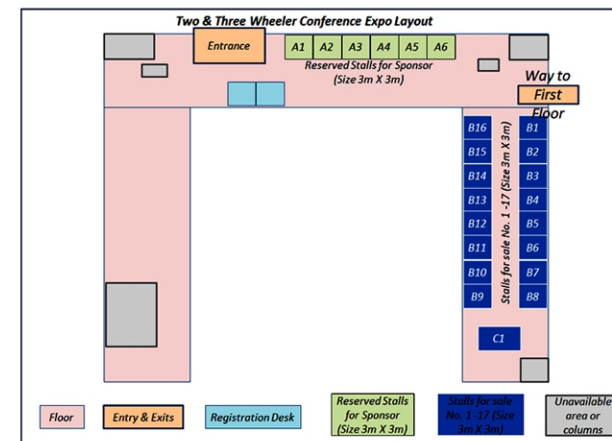 Two & Three Wheeler Conference Expo Layout
Entrance
A1 A2 A3 A4 A5 A6
Reserved Stalls for Sponsor
(Size 3m X 3m)
Way to
First
Floor
B16 B1
B15 B2
B14 B3
B13 B4
B12 B5
B11 B6
B10 B7
B9 B8
Stalls for sale No. 1 -17 (Size 3m X 3m)
C1
Floor
Entry & Exits
Registration Desk
Reserved Stalls
for Sponsor
(Size 3m X 3m)
Stalls for sale
No. 1 -17 (Size
3m X 3m)
Unavailable
area or
columns